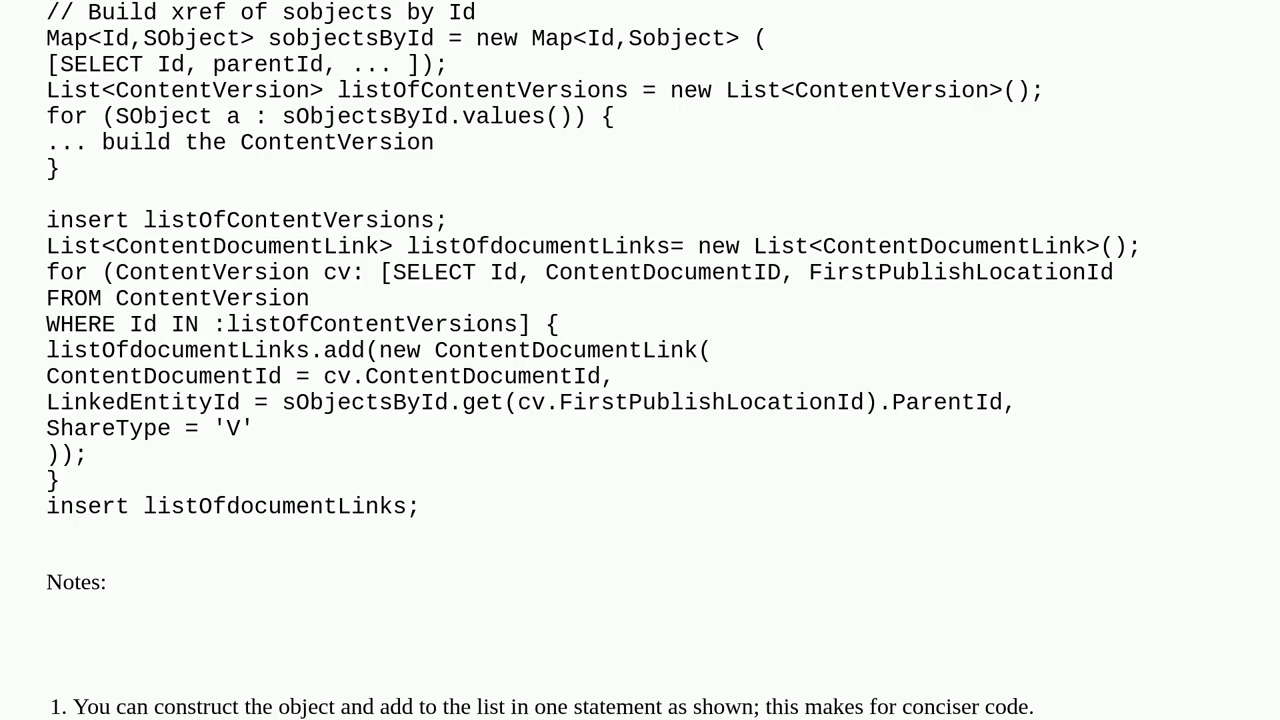 // Build xref of sobjects by Id
Map<Id,SObject> sobjectsById = new Map<Id,Sobject> (
[SELECT Id, parentId, ... ]);
List<ContentVersion> listOfContentVersions = new List<ContentVersion>();
for (SObject a : sObjectsById.values()) {
... build the ContentVersion
}
insert listOfContentVersions;
List<ContentDocumentLink> listOfdocumentLinks= new List<ContentDocumentLink>();
for (ContentVersion cv: [SELECT Id, ContentDocumentID, FirstPublishLocationId
FROM ContentVersion
WHERE Id IN :listOfContentVersions] {
listOfdocumentLinks.add(new ContentDocumentLink(
ContentDocumentId = cv.ContentDocumentId,
LinkedEntityId = sObjectsById.get(cv.FirstPublishLocationId).ParentId,
ShareType = 'V'
));
}
insert listOfdocumentLinks;
Notes:
1. You can construct the object and add to the list in one statement as shown; this makes for conciser code.